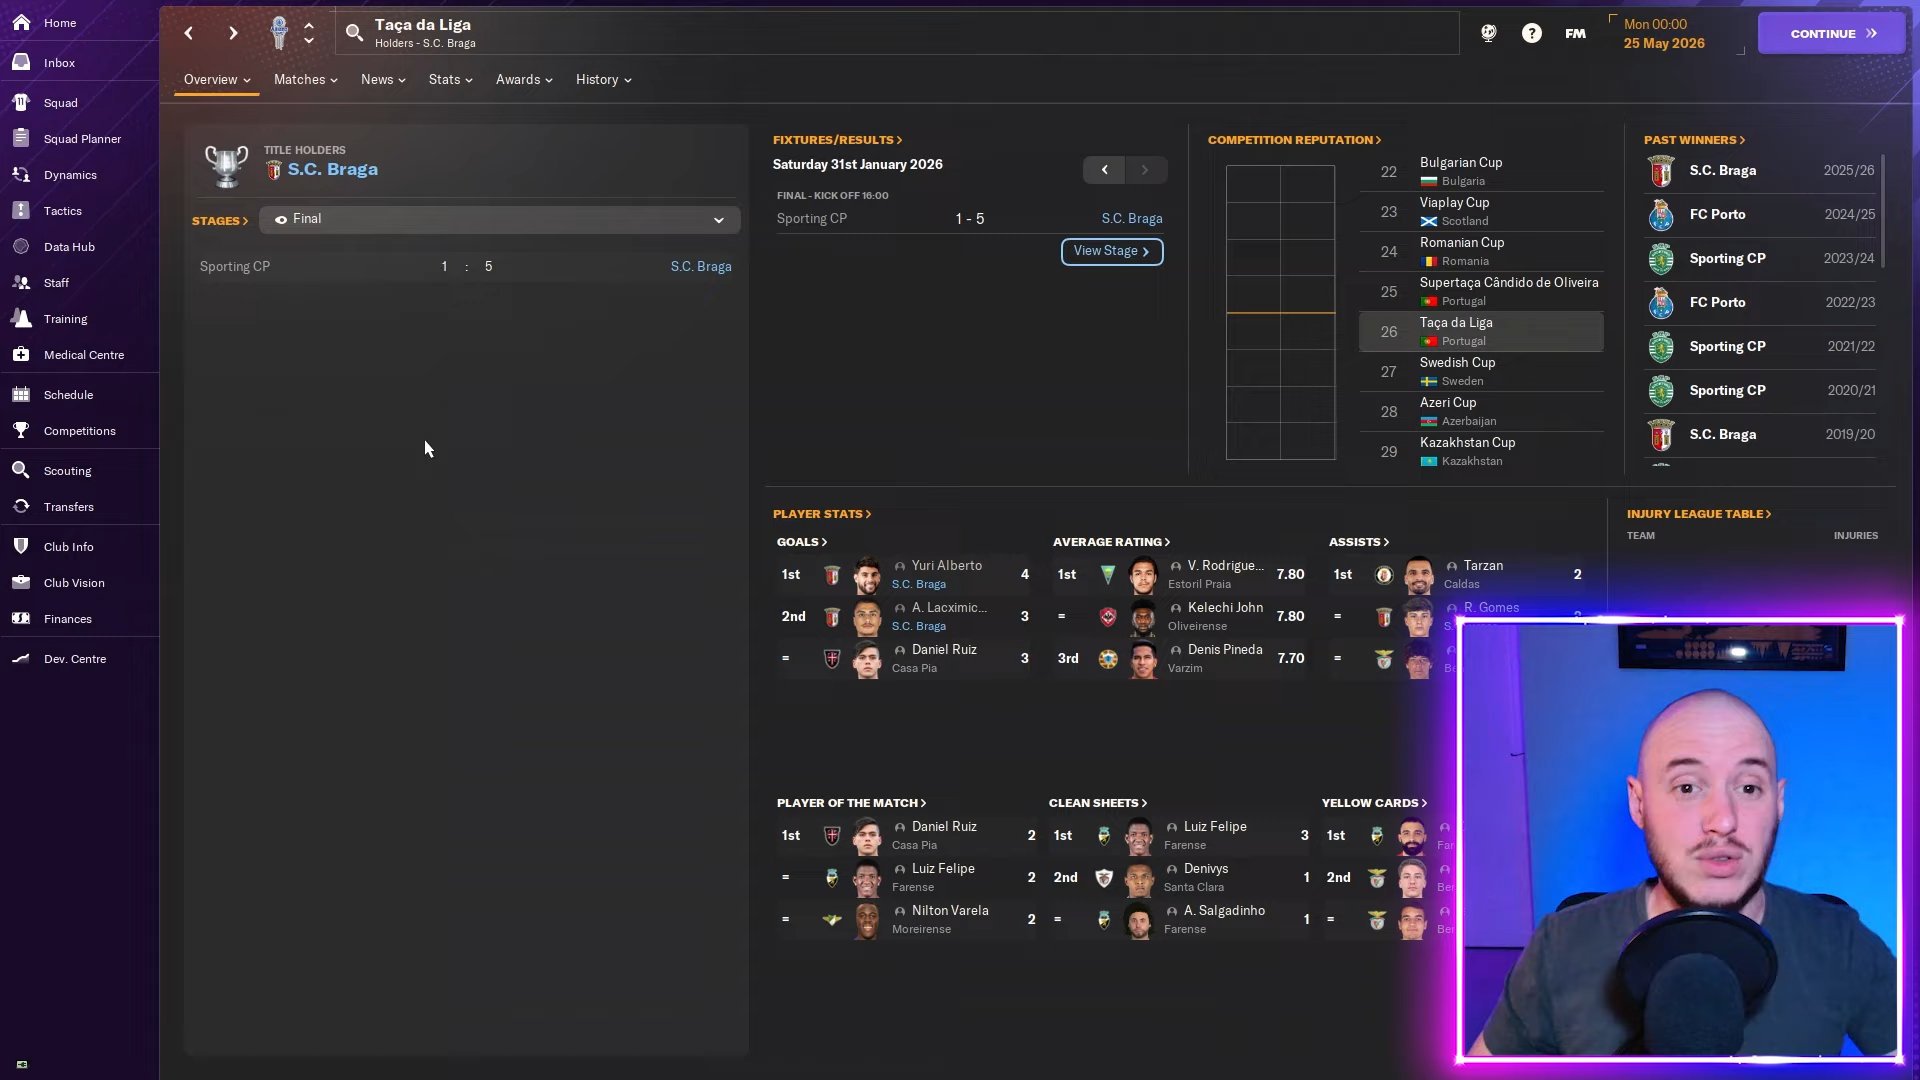 Home
Inbox
Squad
Squad Planner
Dynamics
Tactics
Data Hub
Staff
Training
Medical Centre
Schedule
Competitions
Scouting
Transfers
Club Info
Club Vision
Finances
Dev. Centre
Taça da Liga
Holders - S.C. Braga
FM
Mon 00:00
25 May 2026
CONTINUE
Overview
Matches
News
Stats
Awards
History
TITLE HOLDERS
S.C. Braga
STAGES
Final
Sporting CP 1 : 5 S.C. Braga
FIXTURES/RESULTS
Saturday 31st January 2026
FINAL - KICK OFF 16:00
Sporting CP 1 - 5 S.C. Braga
View Stage
COMPETITION REPUTATION
22 Bulgarian Cup
Bulgaria
23 Viaplay Cup
Scotland
24 Romanian Cup
Romania
25 Supertaça Cândido de Oliveira
Portugal
26 Taça da Liga
Portugal
27 Swedish Cup
Sweden
28 Azeri Cup
Azerbaijan
29 Kazakhstan Cup
Kazakhstan
PAST WINNERS
S.C. Braga 2025/26
FC Porto 2024/25
Sporting CP 2023/24
FC Porto 2022/23
Sporting CP 2021/22
Sporting CP 2020/21
S.C. Braga 2019/20
PLAYER STATS
GOALS
1st Yuri Alberto 4
S.C. Braga
2nd A. Lacximic... 3
S.C. Braga
= Daniel Ruiz 3
Casa Pia
AVERAGE RATING
1st V. Rodrigue... 7.80
Estoril Praia
= Kelechi John 7.80
Oliveirense
3rd Denis Pineda 7.70
Varzim
ASSISTS
1st Tarzan 2
Caldas
= R. Gomes
=
INJURY LEAGUE TABLE
TEAM INJURIES
PLAYER OF THE MATCH
1st Daniel Ruiz 2
Casa Pia
= Luiz Felipe 2
Farense
= Nilton Varela 2
Moreirense
CLEAN SHEETS
1st Luiz Felipe 3
Farense
2nd Denivys 1
Santa Clara
= A. Salgadinho 1
Farense
YELLOW CARDS
1st
Far
2nd
Ber
=
Ber